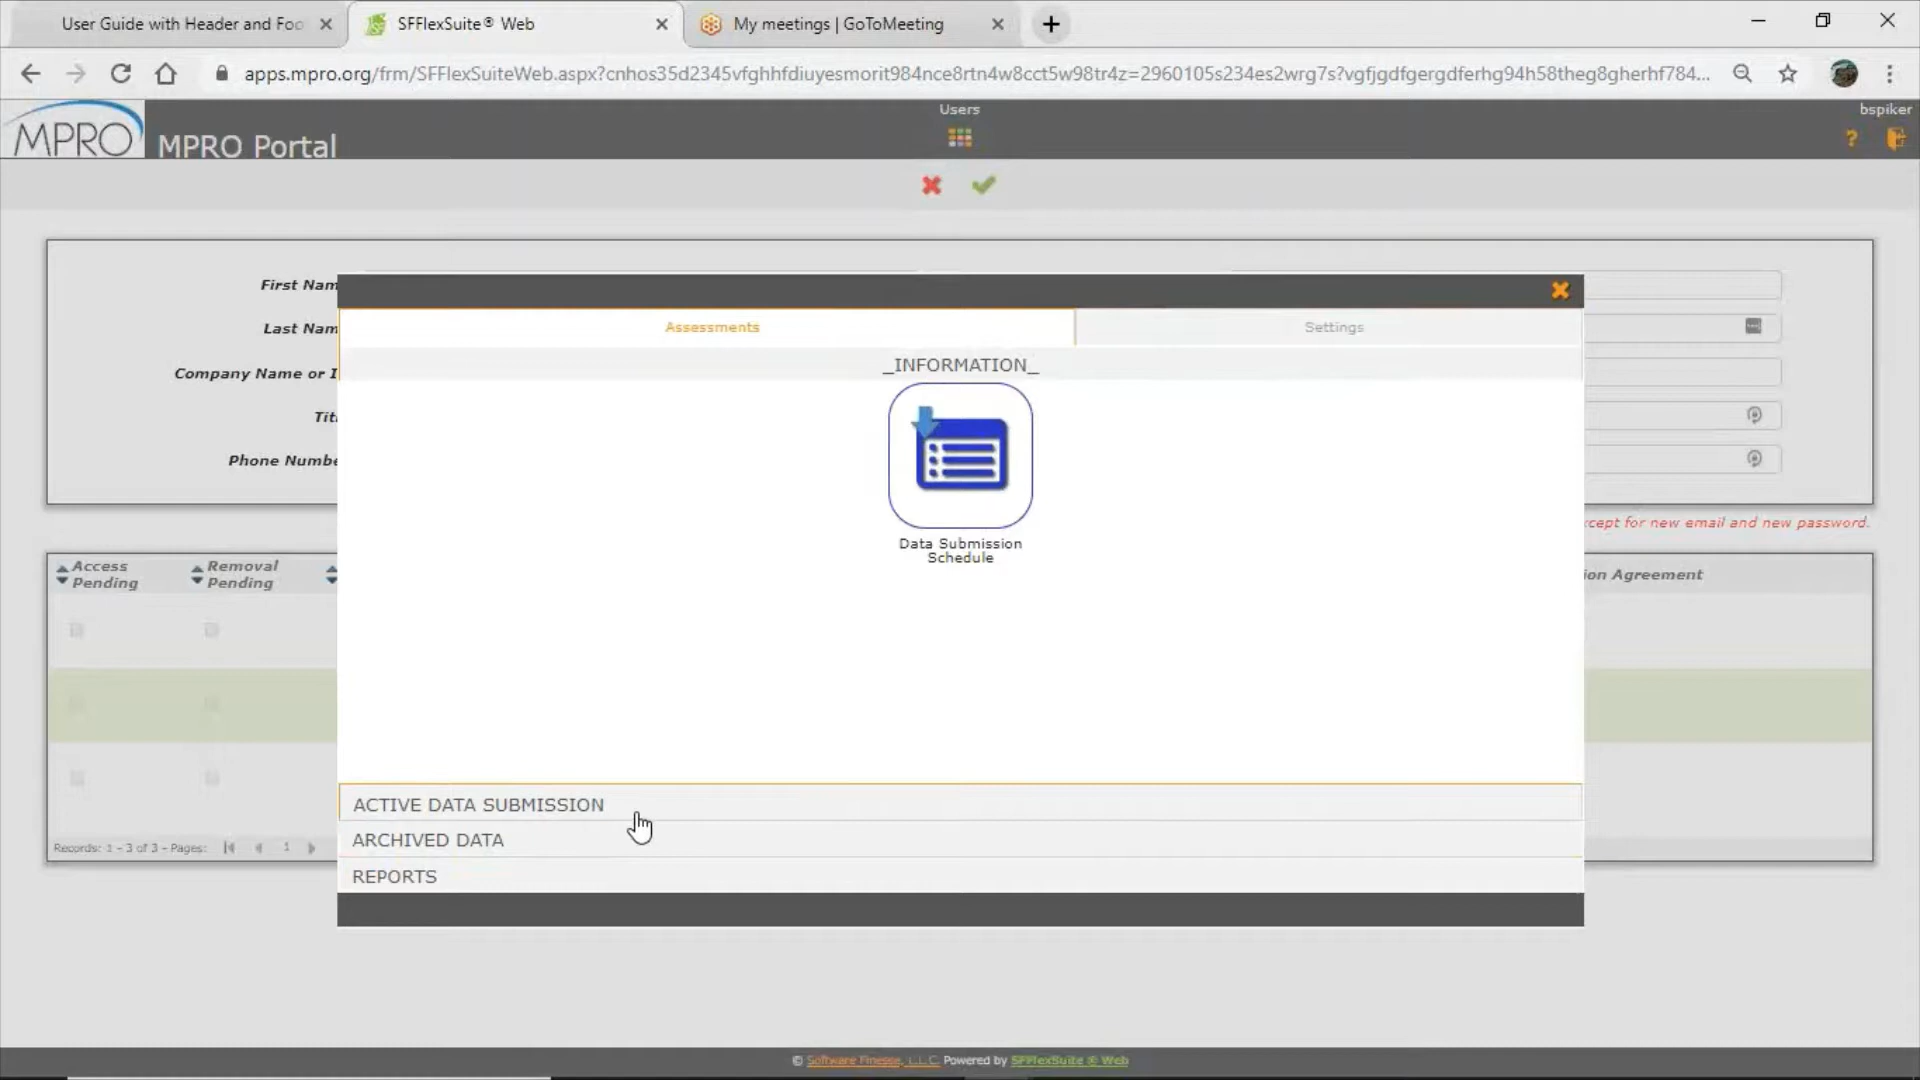 User Guide with Header and Foo
SFFlexSuite® Web
My meetings | GoToMeeting
apps.mpro.org/frm/SFFlexSuiteWeb.aspx?cnhos35d2345vfghhfdiuyesmorit984nce8rtn4w8cct5w98tr4z=2960105s234es2wrg7s?vgfjgdfgergdferhg94h58theg8gherhf784...
MPRO
MPRO Portal
Users
bspiker
?
First Nam
Last Nam
Company Name or I
Tit
Phone Numbe
Assessments
Settings
_INFORMATION_
Data Submission
Schedule
cept for new email and new password.
Access
Pending
Removal
Pending
ion Agreement
ACTIVE DATA SUBMISSION
ARCHIVED DATA
REPORTS
Records: 1 - 3 of 3 - Pages:
1
© Software Finesse, L.L.C. Powered by SFFlexSuite ® Web